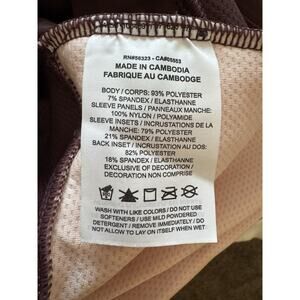 RN#56323 - CA#05553
MADE IN CAMBODIA
FABRIQUE AU CAMBODGE
BODY / CORPS: 93% POLYESTER
7% SPANDEX / ELASTHANNE
SLEEVE PANELS / PANNEAUX MANCHE:
100% NYLON / POLYAMIDE
SLEEVE INSETS / INCRUSTATIONS DE LA
MANCHE: 79% POLYESTER
21% SPANDEX / ELASTHANNE
BACK INSET / INCRUSTATION AU DOS:
82% POLYESTER
18% SPANDEX / ELASTHANNE
EXCLUSIVE OF DECORATION /
DECORATION NON COMPRISE
WASH WITH LIKE COLORS / DO NOT USE
SOFTENERS / USE MILD POWDERED
DETERGENT / REMOVE IMMEDIATELY / DO
NOT ALLOW TO LAY ON ITSELF WHEN WET